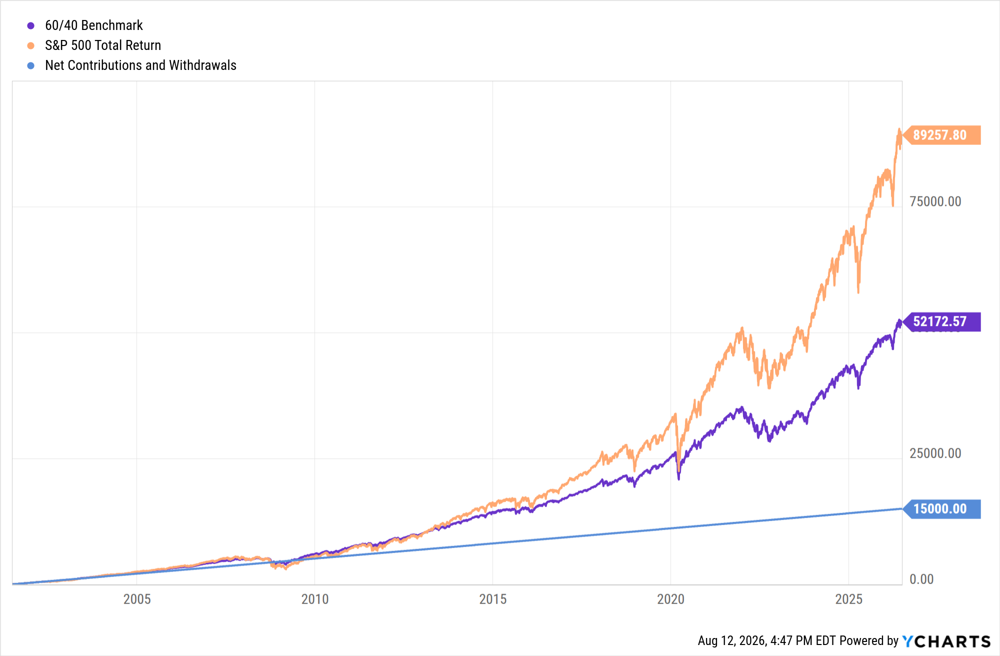 60/40 Benchmark
S&P 500 Total Return
Net Contributions and Withdrawals
89257.80
75000.00
52172.57
25000.00
15000.00
0.00
2005 2010 2015 2020 2025
Aug 12, 2026, 4:47 PM EDT Powered by YCHARTS